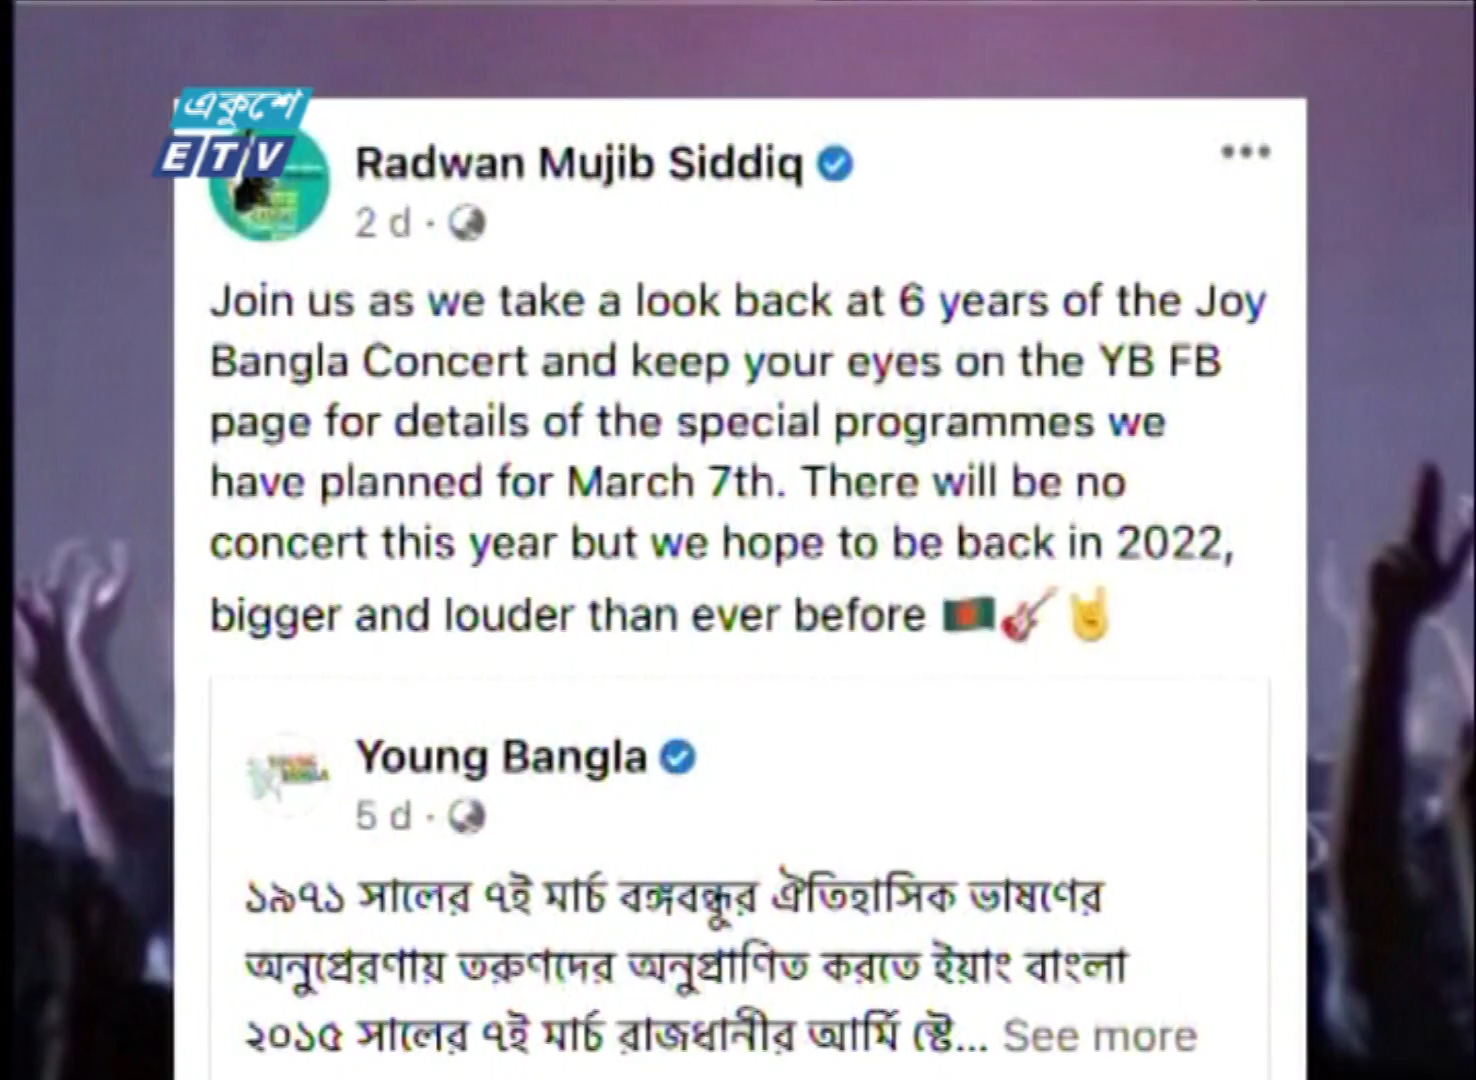 একুশে
ETV
Radwan Mujib Siddiq
2 d ·
Join us as we take a look back at 6 years of the Joy
Bangla Concert and keep your eyes on the YB FB
page for details of the special programmes we
have planned for March 7th. There will be no
concert this year but we hope to be back in 2022,
bigger and louder than ever before 🇧🇩🎸🤘
YOUNG
BANGLA
Young Bangla
5 d ·
১৯৭১ সালের ৭ই মার্চ বঙ্গবন্ধুর ঐতিহাসিক ভাষণের
অনুপ্রেরণায় তরুণদের অনুপ্রাণিত করতে ইয়াং বাংলা
২০১৫ সালের ৭ই মার্চ রাজধানীর আর্মি স্টে... See more